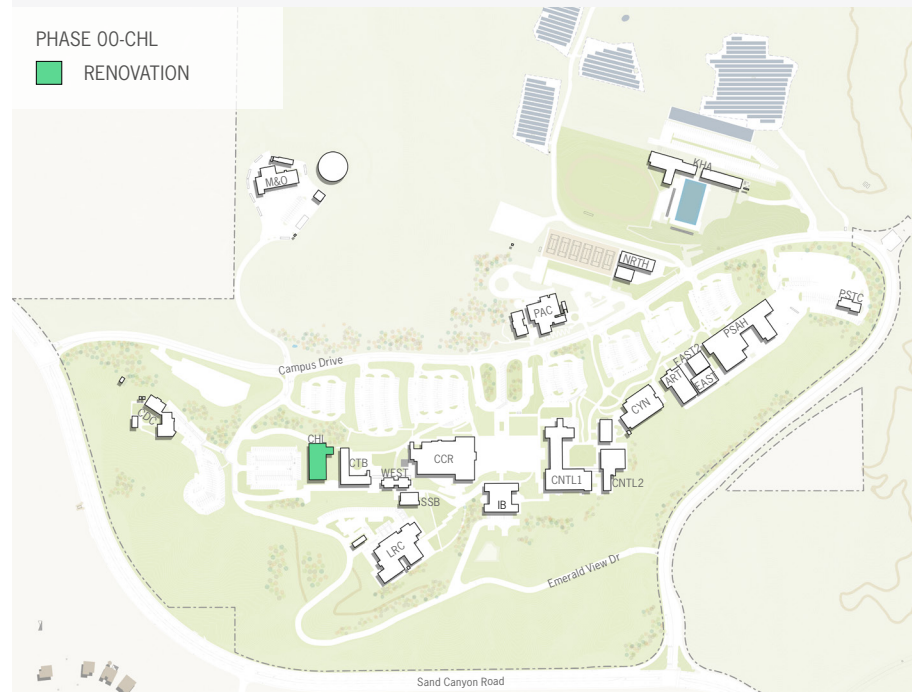 PHASE 00-CHL
RENOVATION
KHA
M&O
NRTH
PSTC
PAC
PSAH
EAST2
Campus Drive
ART
EAST
CYN
CDC
CHL
CTB
CCR
WEST
CNTL1
CNTL2
SSB
IB
LRC
Emerald View Dr
Sand Canyon Road